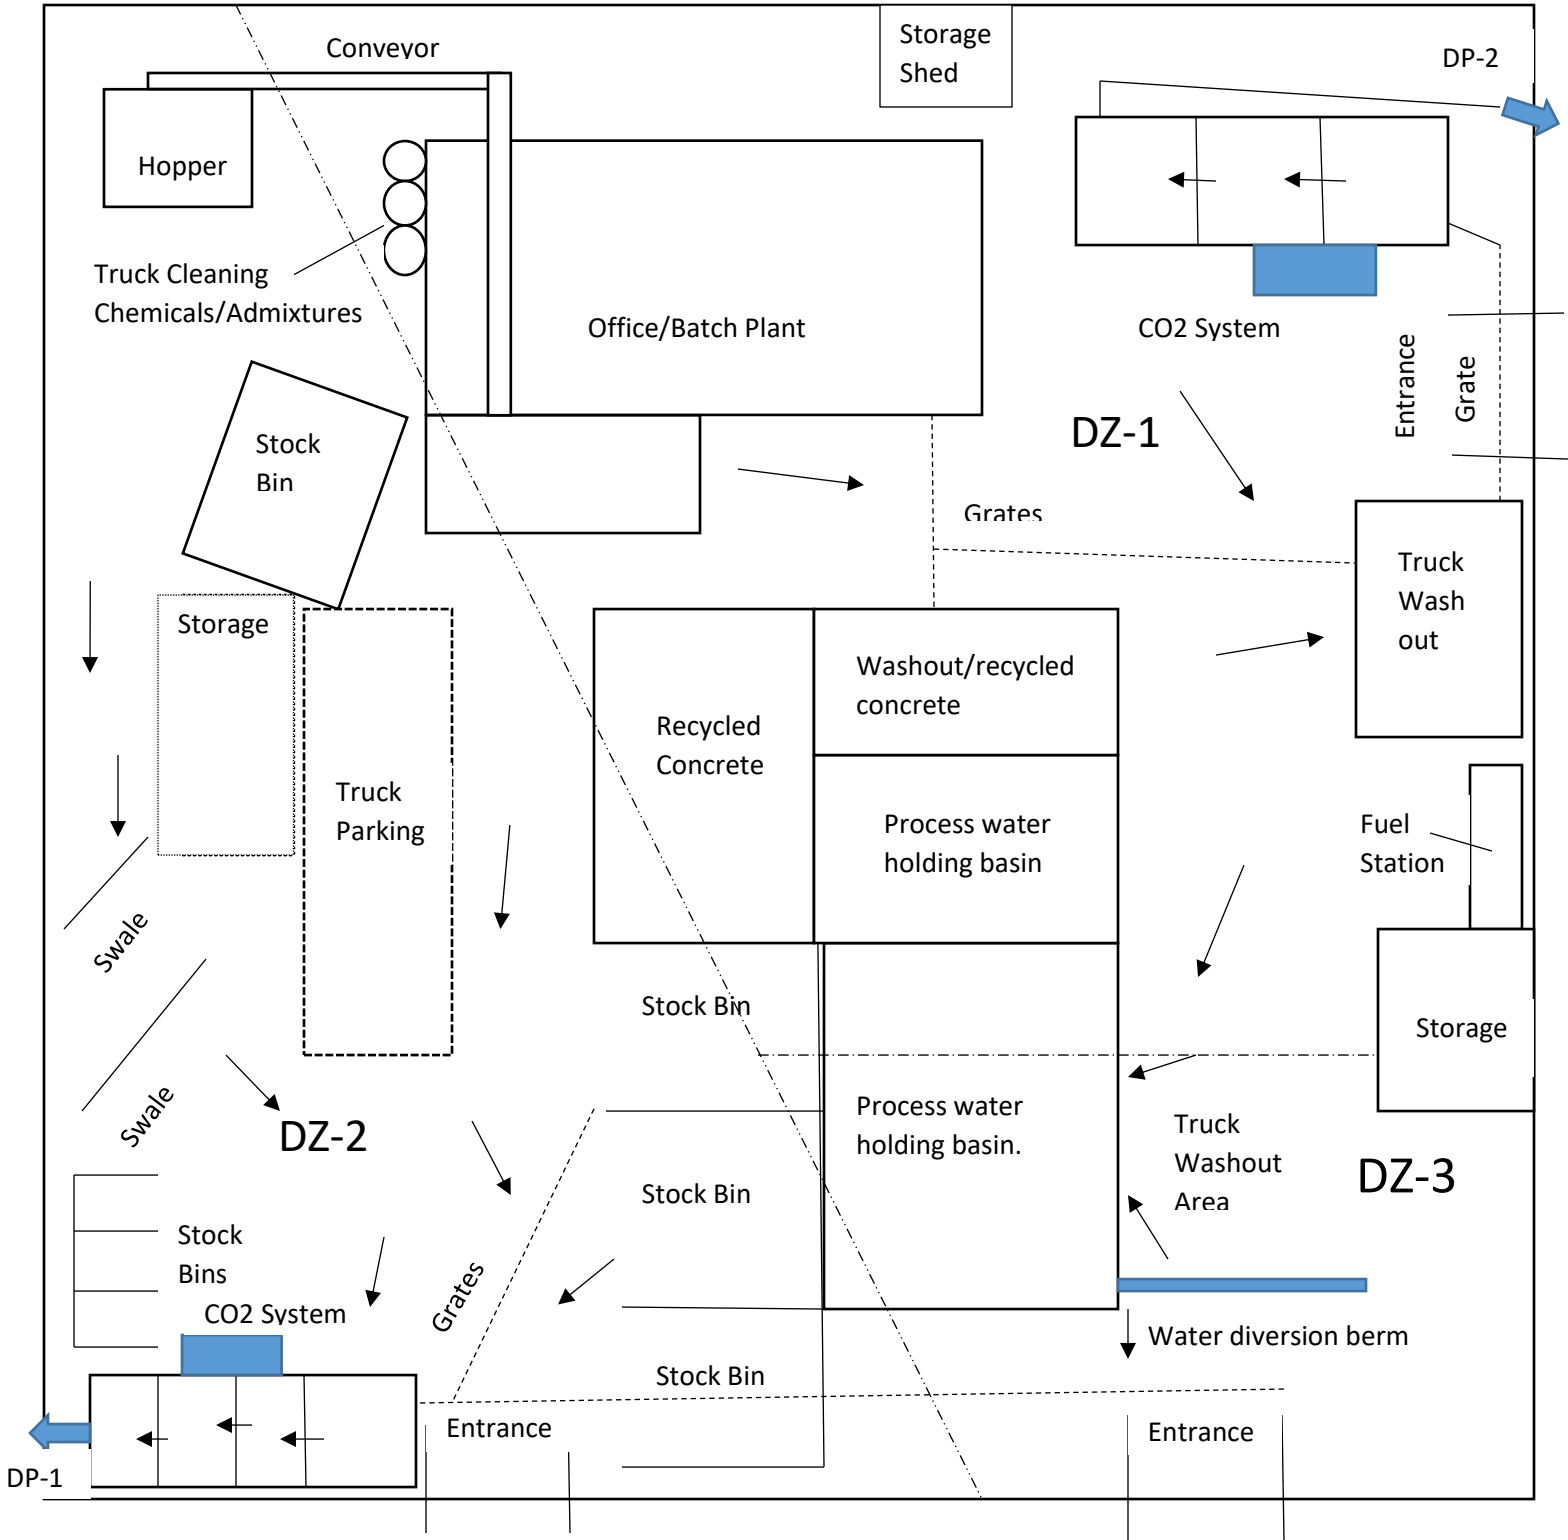 Conveyor
Storage
Shed
DP-2
Hopper
Truck Cleaning
Chemicals/Admixtures
Office/Batch Plant
CO2 System
Entrance
Grate
DZ-1
Stock
Bin
Grates
Truck
Wash
out
Storage
Washout/recycled
concrete
Recycled
Concrete
Truck
Parking
Process water
holding basin
Fuel
Station
Swale
Stock Bin
Storage
Swale
DZ-2
Process water
holding basin.
Truck
Washout
Area
DZ-3
Stock Bin
Stock
Bins
CO2 System
Grates
Water diversion berm
Stock Bin
Entrance
Entrance
DP-1